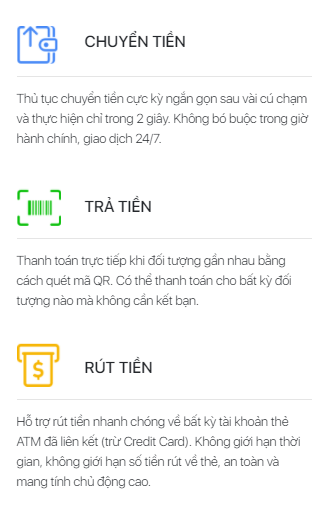 CHUYỂN TIỀN
Thủ tục chuyển tiền cực kỳ ngắn gọn sau vài cú chạm
và thực hiện chỉ trong 2 giây. Không bó buộc trong giờ
hành chính, giao dịch 24/7.
TRẢ TIỀN
Thanh toán trực tiếp khi đối tượng gần nhau bằng
cách quét mã QR. Có thể thanh toán cho bất kỳ đối
tượng nào mà không cần kết bạn.
RÚT TIỀN
Hỗ trợ rút tiền nhanh chóng về bất kỳ tài khoản thẻ
ATM đã liên kết (trừ Credit Card). Không giới hạn thời
gian, không giới hạn số tiền rút về thẻ, an toàn và
mang tính chủ động cao.